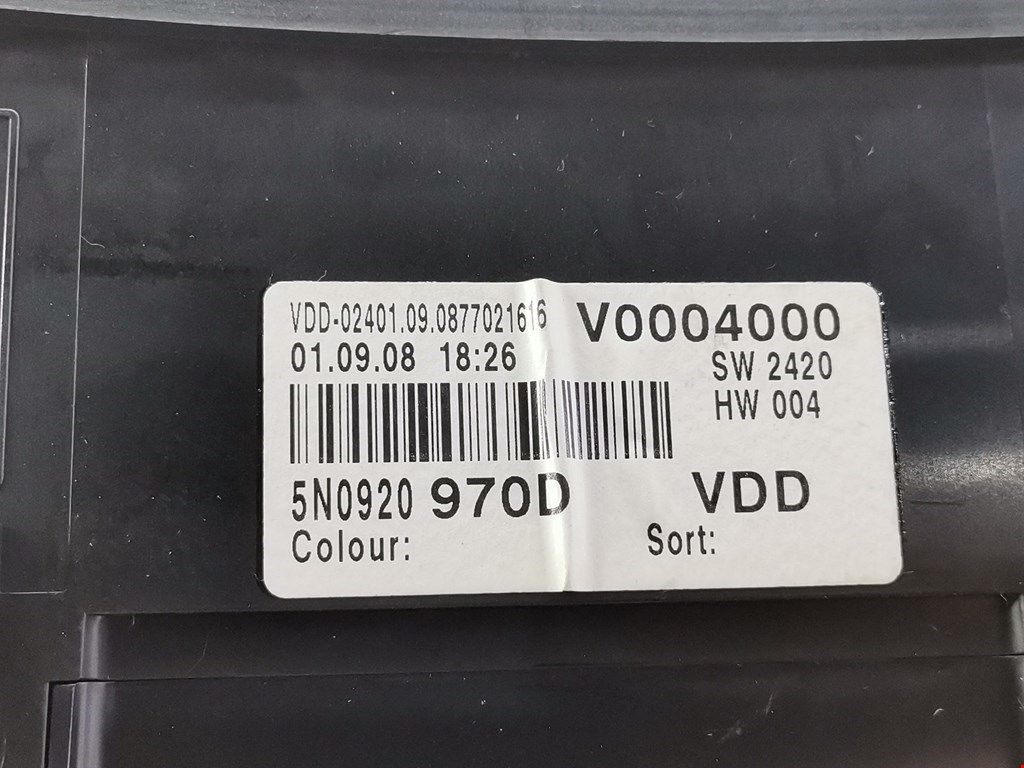 VDD-02401.09.0877021616 V0004000
01.09.08 18:26 SW 2420
HW 004
5N0920 970D VDD
Colour: Sort: